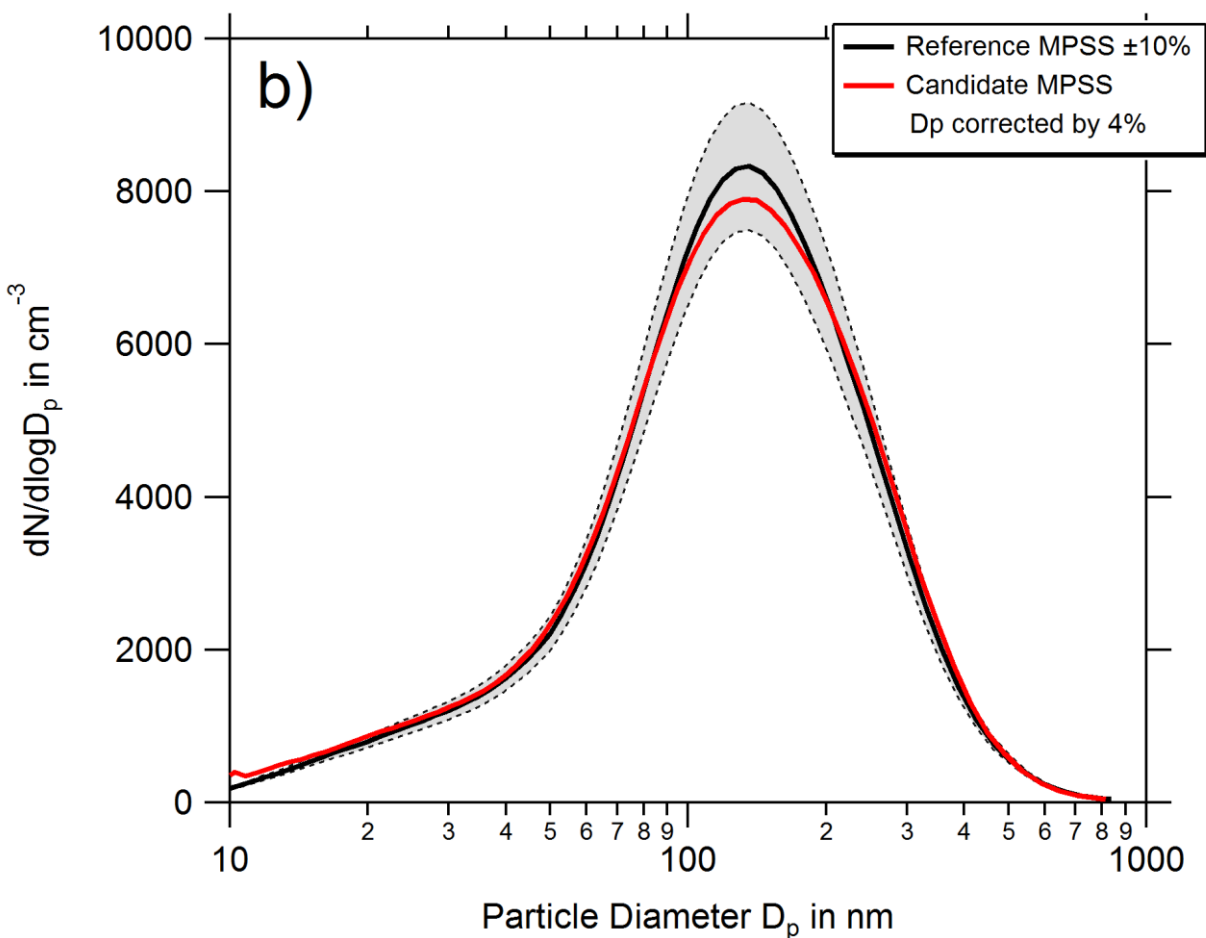 10000
b)
Reference MPSS ±10%
Candidate MPSS
Dp corrected by 4%
8000
6000
4000
2000
0
dN/dlogDp in cm-3
2 3 4 5 6 7 8 9 2 3 4 5 6 7 8 9
10 100 1000
Particle Diameter Dp in nm